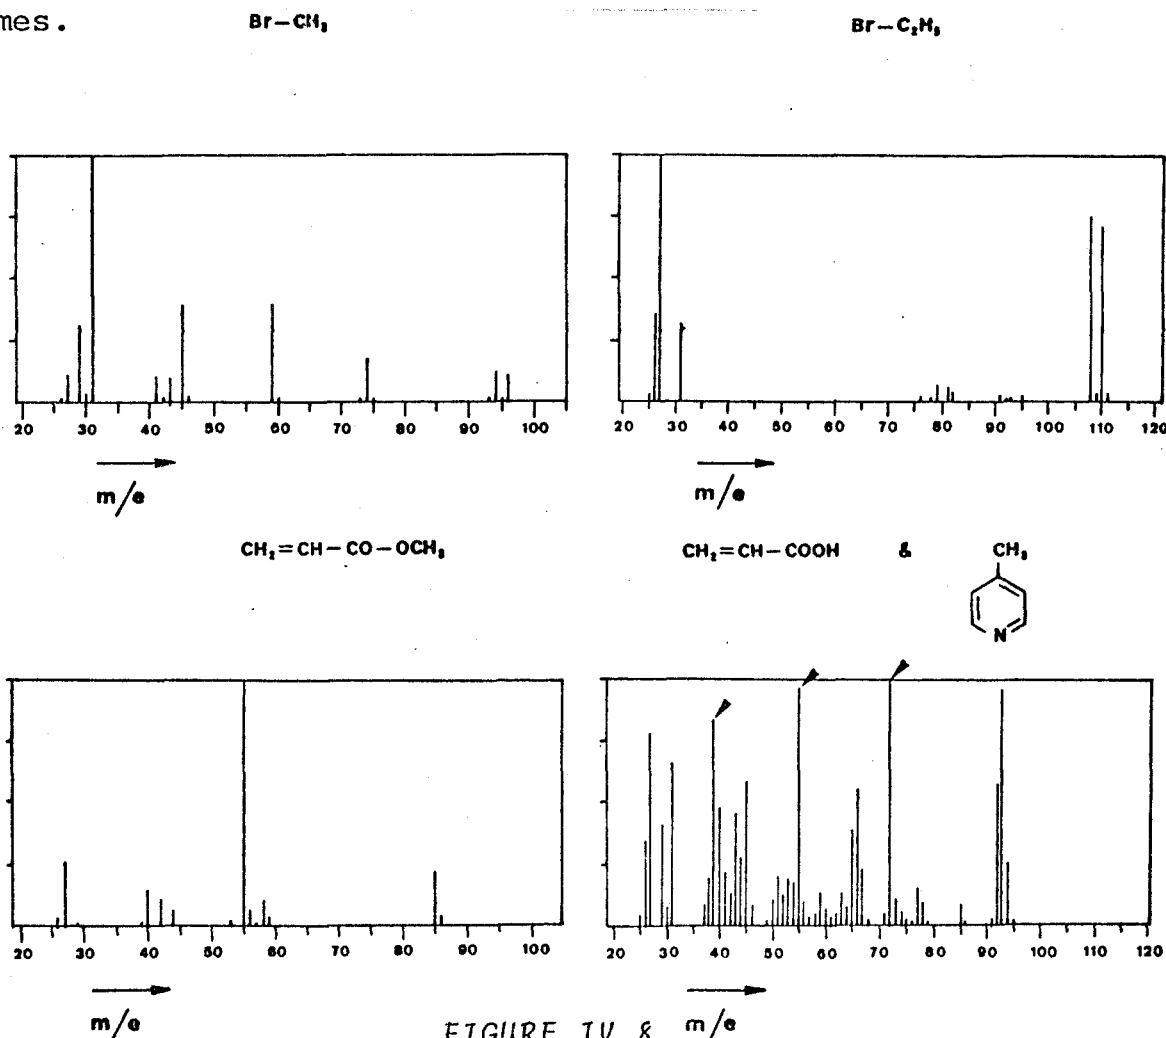 mes.
Br—CH₃
Br—C₂H₅
20 30 40 50 60 70 80 90 100
m/e
20 30 40 50 60 70 80 90 100 110 120
m/e
CH₂=CH—CO—OCH₃
CH₂=CH—COOH & CH₃
N
20 30 40 50 60 70 80 90 100
m/e
20 30 40 50 60 70 80 90 100 110 120
m/e
FIGURE IV 8